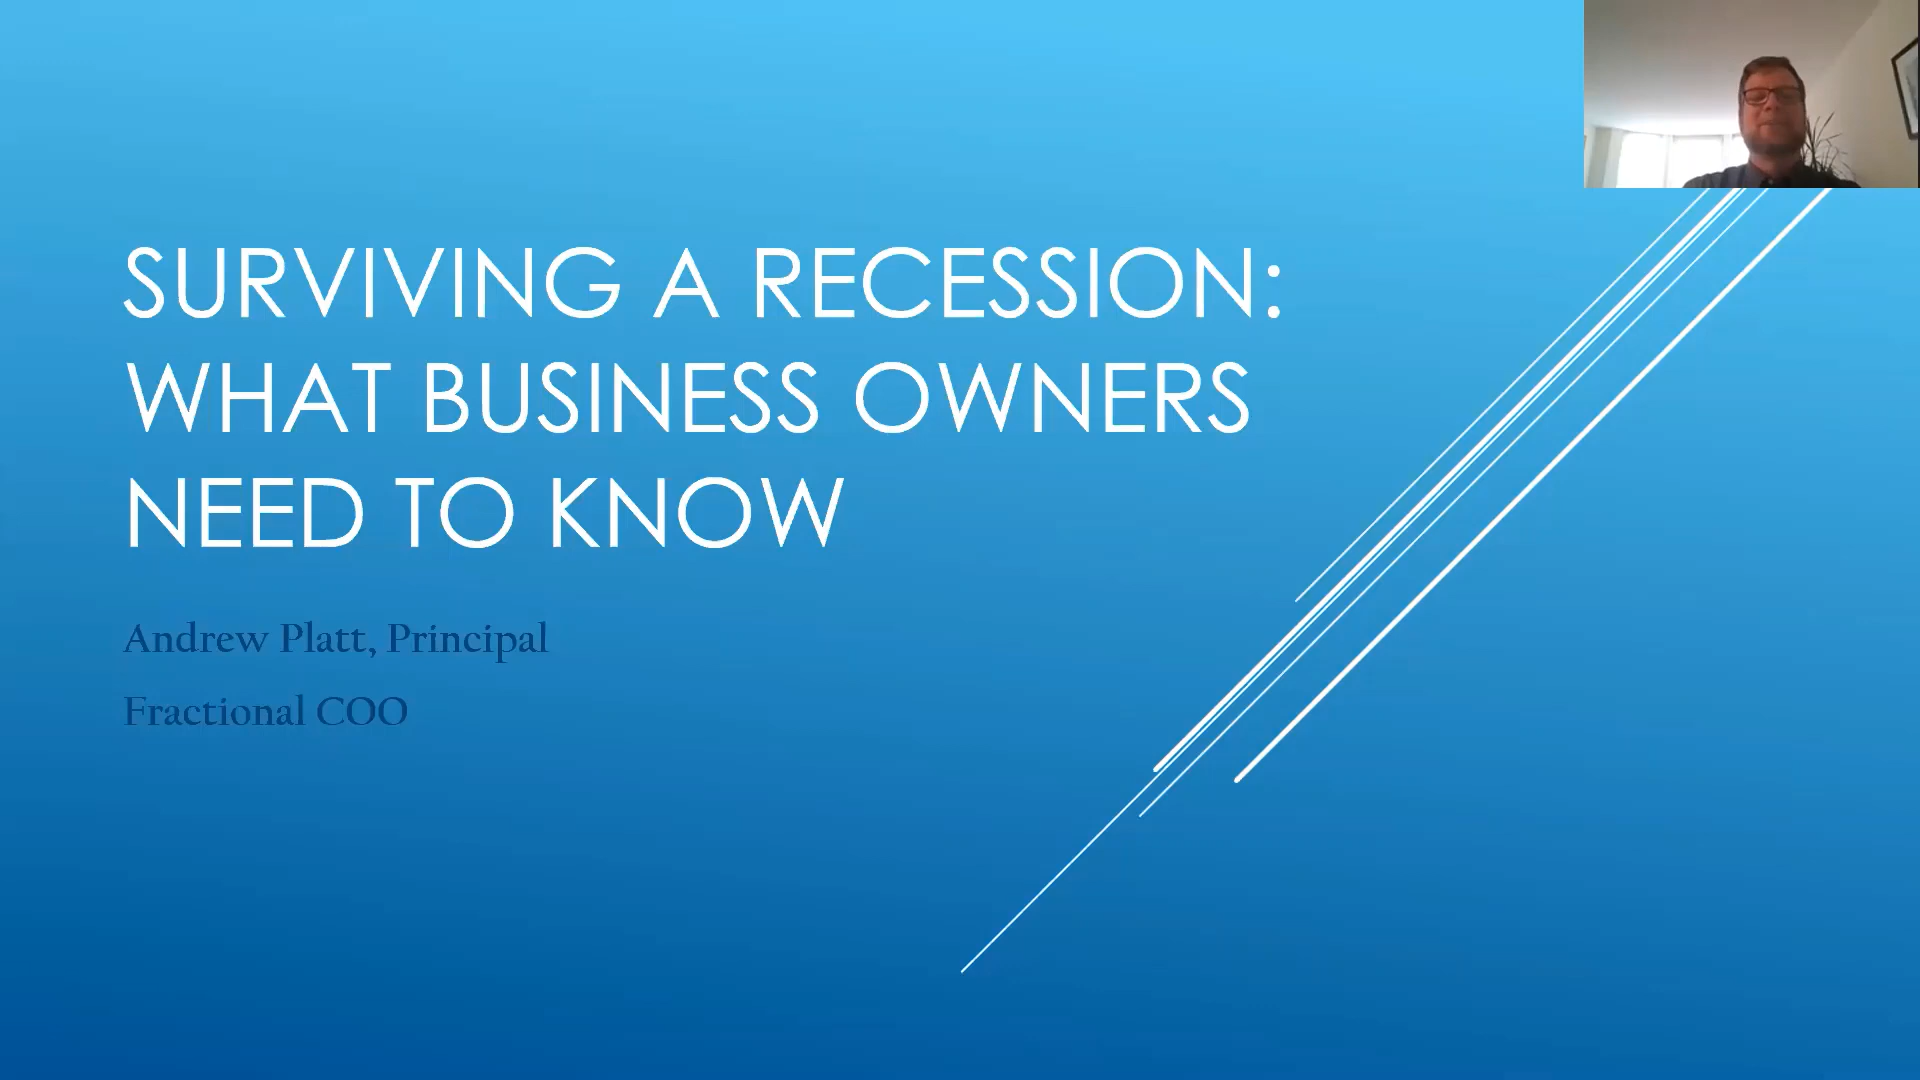 SURVIVING A RECESSION:
WHAT BUSINESS OWNERS
NEED TO KNOW
Andrew Platt, Principal
Fractional COO